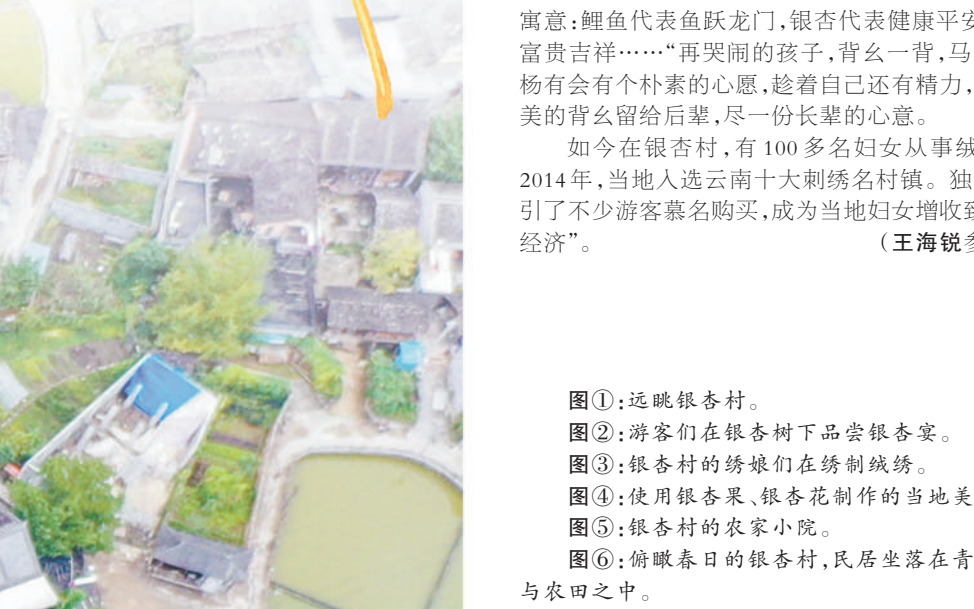 寓意:鲤鱼代表鱼跃龙门,银杏代表健康平安
富贵吉祥……“再哭闹的孩子,背幺一背,马
杨有会有个朴素的心愿,趁着自己还有精力,
美的背幺留给后辈,尽一份长辈的心意。
如今在银杏村,有100多名妇女从事绒
2014年,当地入选云南十大刺绣名村镇。独
引了不少游客慕名购买,成为当地妇女增收致
经济”。 (王海锐参
图①:远眺银杏村。
图②:游客们在银杏树下品尝银杏宴。
图③:银杏村的绣娘们在绣制绒绣。
图④:使用银杏果、银杏花制作的当地美
图⑤:银杏村的农家小院。
图⑥:俯瞰春日的银杏村,民居坐落在青
与农田之中。